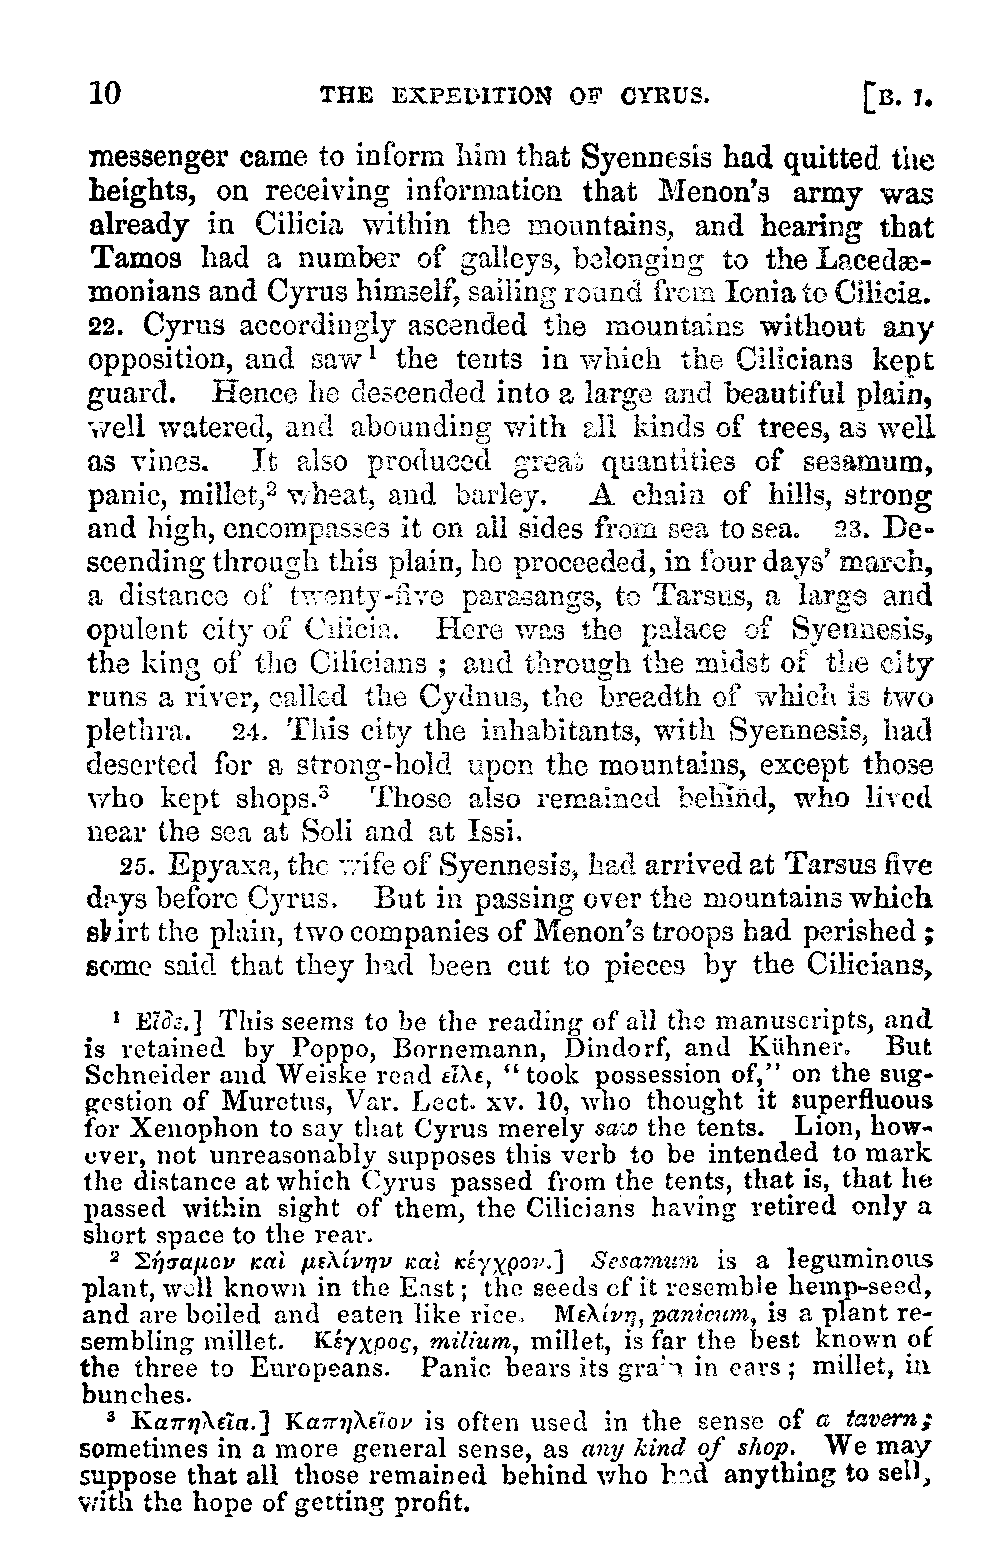 10 THE EXPEDITION OF CYRUS. [B. I.
messenger came to inform him that Syennesis had quitted the
heights, on receiving information that Menon's army was
already in Cilicia within the mountains, and hearing that
Tamos had a number of galleys, belonging to the Lacedæ-
monians and Cyrus himself, sailing round from Ionia to Cilicia.
22. Cyrus accordingly ascended the mountains without any
opposition, and saw¹ the tents in which the Cilicians kept
guard. Hence he descended into a large and beautiful plain,
well watered, and abounding with all kinds of trees, as well
as vines. It also produced great quantities of sesamum,
panic, millet,² wheat, and barley. A chain of hills, strong
and high, encompasses it on all sides from sea to sea. 23. De-
scending through this plain, he proceeded, in four days' march,
a distance of twenty-five parasangs, to Tarsus, a large and
opulent city of Cilicia. Here was the palace of Syennesis,
the king of the Cilicians ; and through the midst of the city
runs a river, called the Cydnus, the breadth of which is two
plethra. 24. This city the inhabitants, with Syennesis, had
deserted for a strong-hold upon the mountains, except those
who kept shops.³ Those also remained behind, who lived
near the sea at Soli and at Issi.
25. Epyaxa, the wife of Syennesis, had arrived at Tarsus five
days before Cyrus. But in passing over the mountains which
skirt the plain, two companies of Menon's troops had perished ;
some said that they had been cut to pieces by the Cilicians,
¹ Εἶδε.] This seems to be the reading of all the manuscripts, and
is retained by Poppo, Bornemann, Dindorf, and Kühner. But
Schneider and Weiske read εἷλε, "took possession of," on the sug-
gestion of Muretus, Var. Lect. xv. 10, who thought it superfluous
for Xenophon to say that Cyrus merely saw the tents. Lion, how-
ever, not unreasonably supposes this verb to be intended to mark
the distance at which Cyrus passed from the tents, that is, that he
passed within sight of them, the Cilicians having retired only a
short space to the rear.
² Σήσαμον καὶ μελίνην καὶ κέγχρον.] Sesamum is a leguminous
plant, well known in the East ; the seeds of it resemble hemp-seed,
and are boiled and eaten like rice. Μελίνη, panicum, is a plant re-
sembling millet. Κέγχρος, milium, millet, is far the best known of
the three to Europeans. Panic bears its grain in ears ; millet, in
bunches.
³ Καπηλεῖα.] Καπηλεῖον is often used in the sense of a tavern ;
sometimes in a more general sense, as any kind of shop. We may
suppose that all those remained behind who had anything to sell,
with the hope of getting profit.